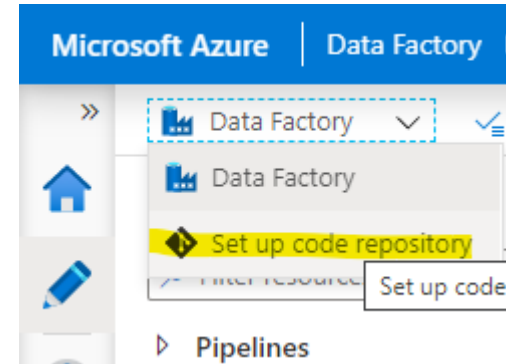 Microsoft Azure Data Factory
Data Factory
Data Factory
Set up code repository
Set up code
Pipelines